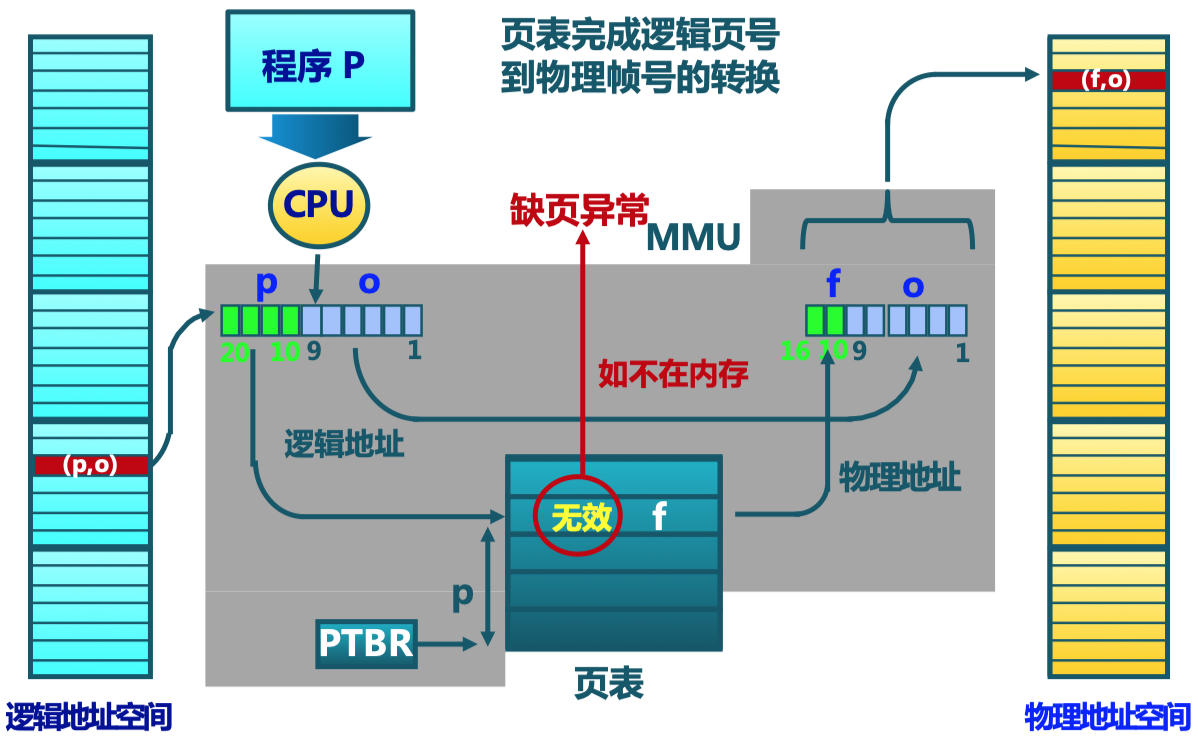 程序 P
页表完成逻辑页号
到物理帧号的转换
(f,o)
CPU
缺页异常
MMU
p
o
f
o
20
10
9
1
16
10
9
1
如不在内存
逻辑地址
(p,o)
物理地址
无效
f
p
PTBR
页表
逻辑地址空间
物理地址空间